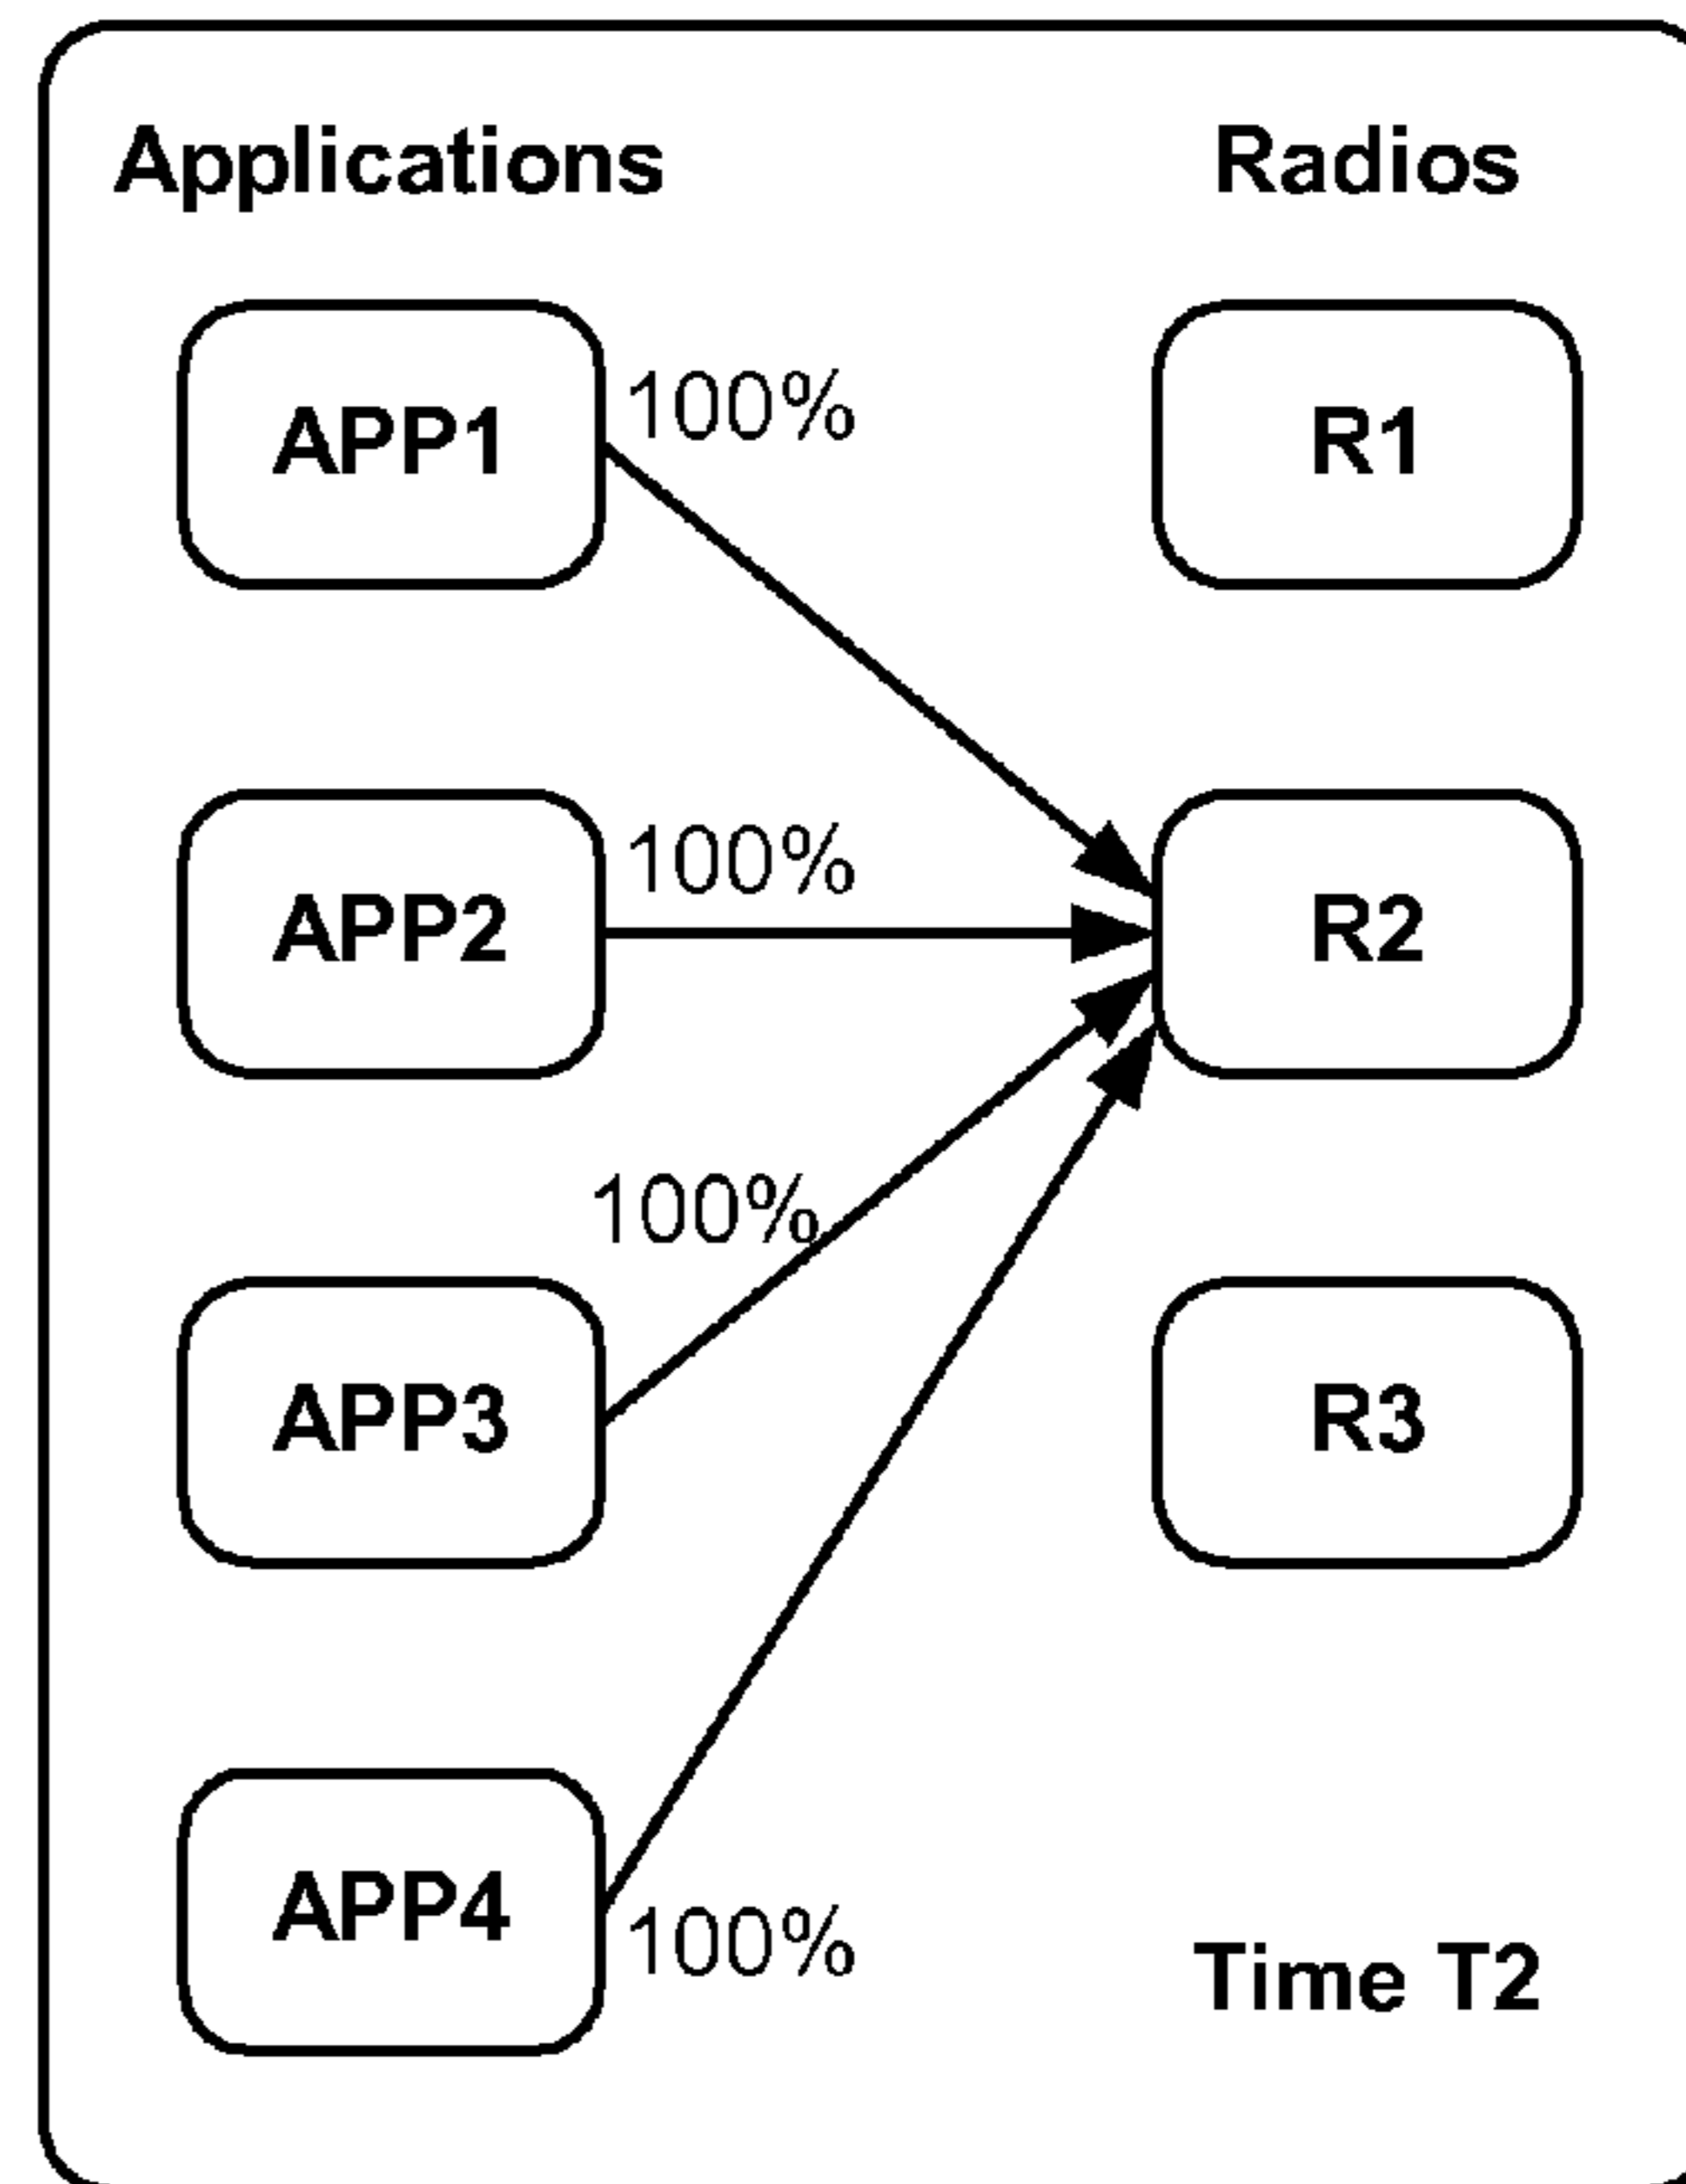 Applications Radios
APP1 100% R1
100%
APP2 R2
100%
APP3 R3
APP4 100%
Time T2